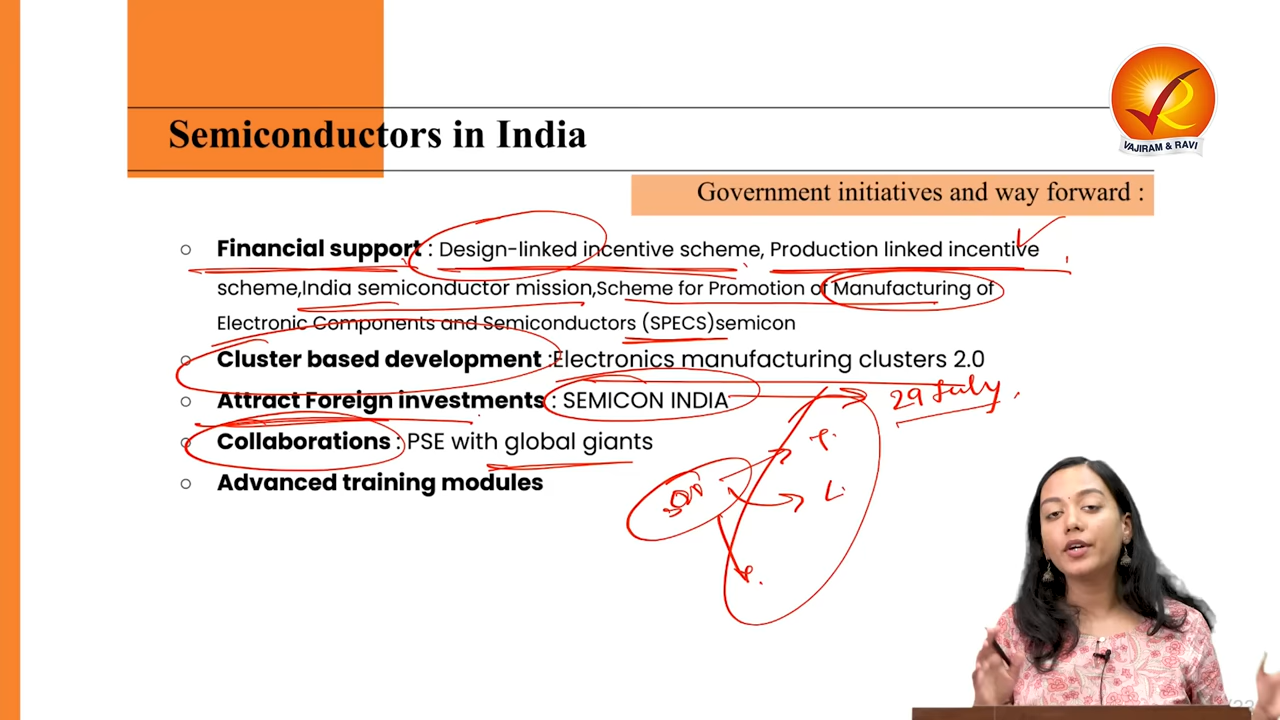 VAJIRAM & RAVI
Semiconductors in India
Government initiatives and way forward :
Financial support : Design-linked incentive scheme, Production linked incentive
scheme,India semiconductor mission,Scheme for Promotion of Manufacturing of
Electronic Components and Semiconductors (SPECS)semicon
Cluster based development :Electronics manufacturing clusters 2.0
Attract Foreign investments : SEMICON INDIA
29 July
Collaborations : PSE with global giants
Advanced training modules